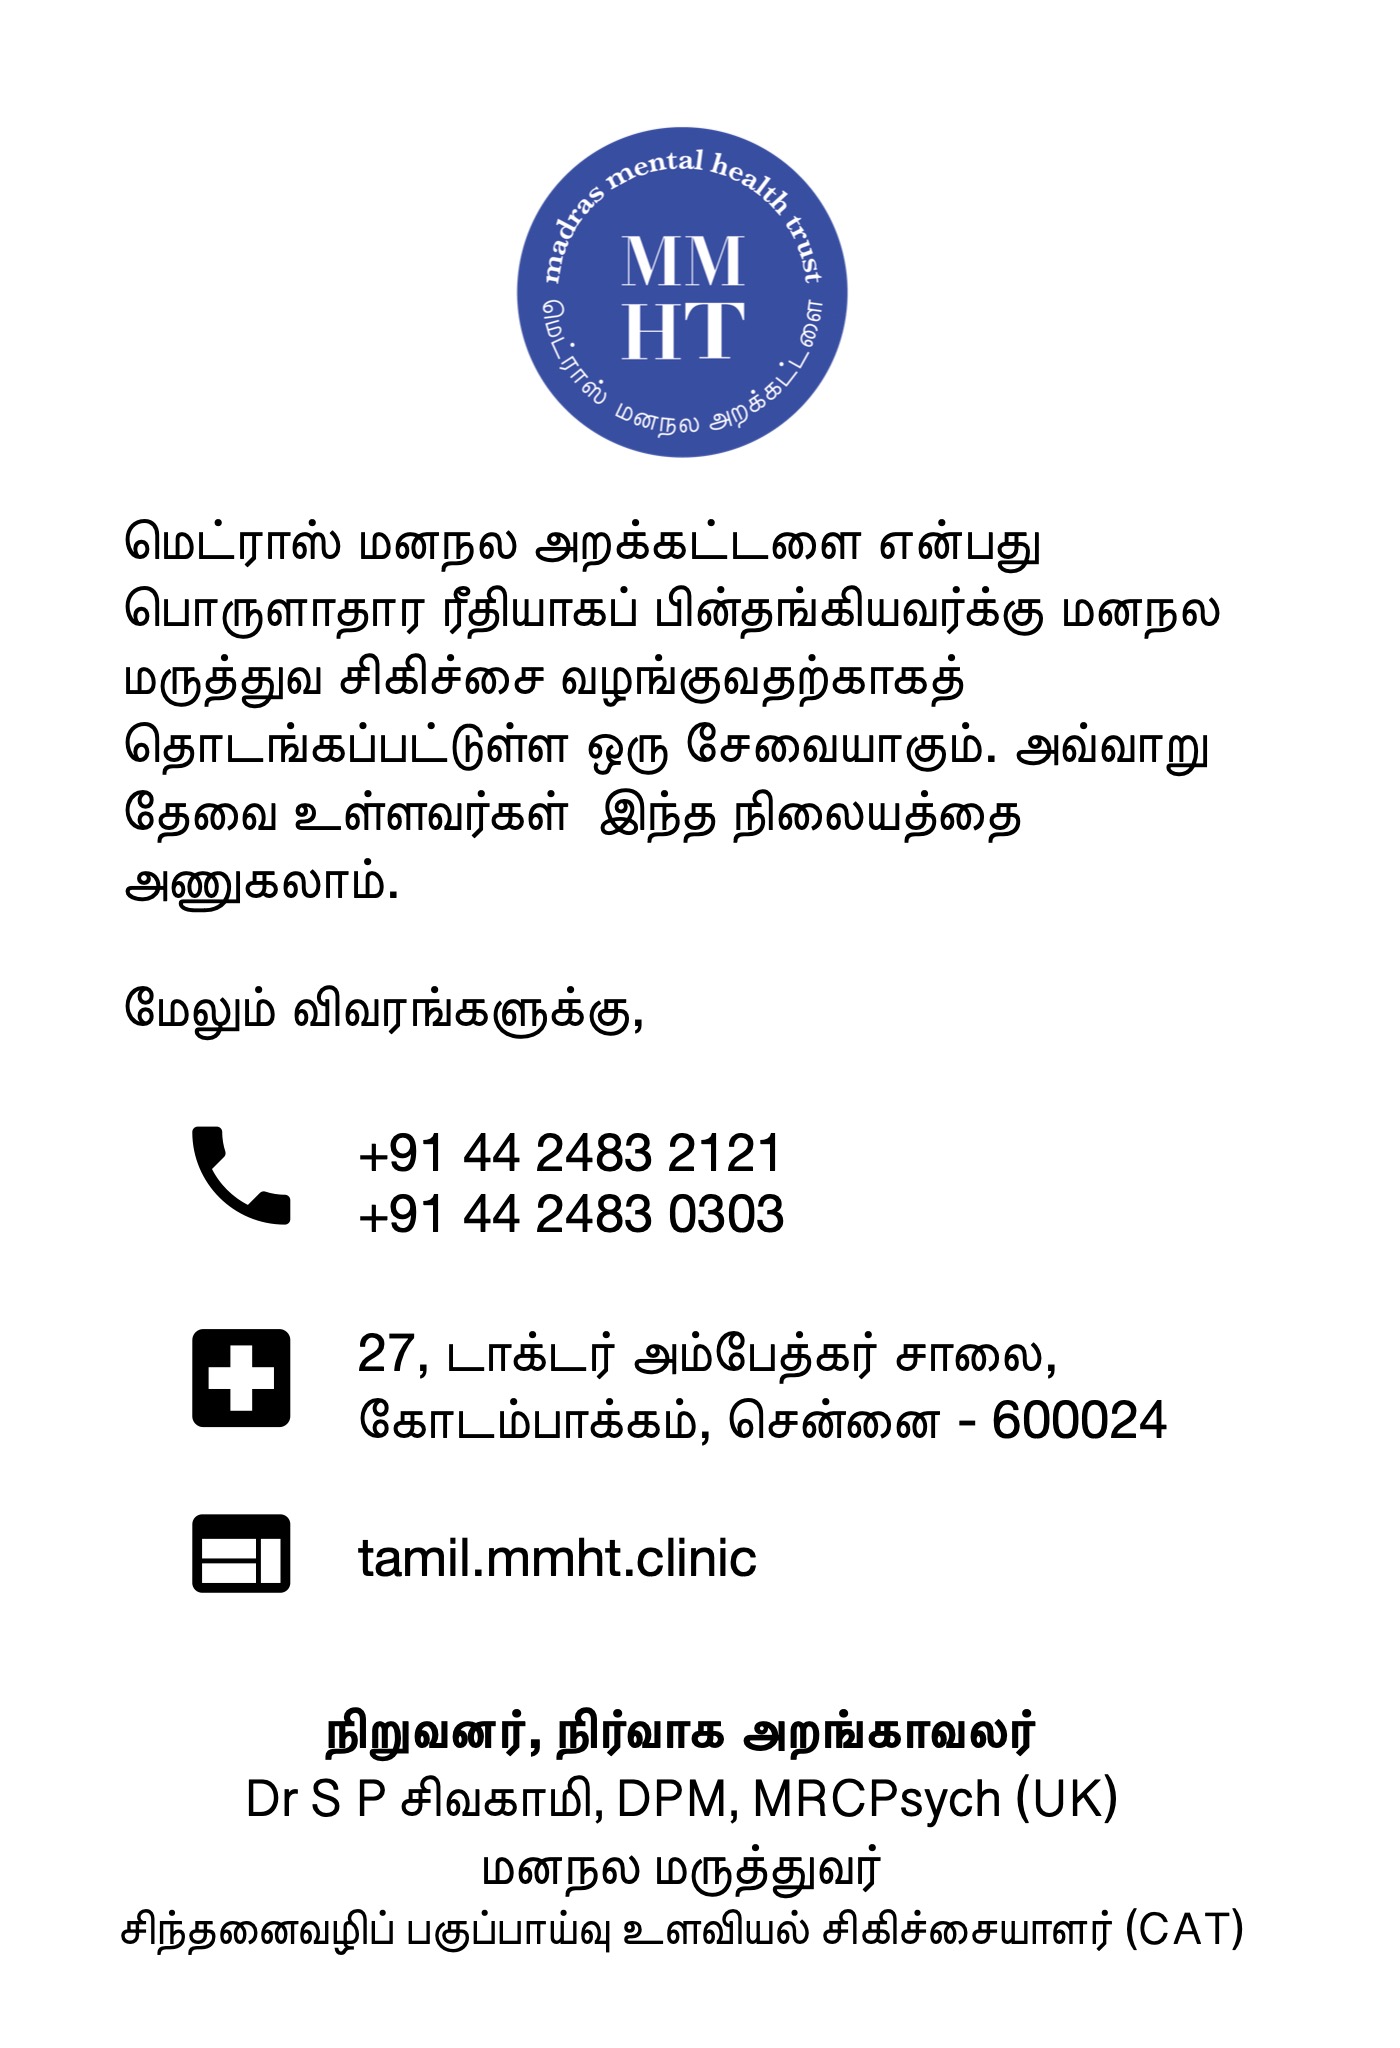 madras mental health trust
MM
HT
மெட்ராஸ் மனநல அறக்கட்டளை
மெட்ராஸ் மனநல அறக்கட்டளை என்பது
பொருளாதார ரீதியாகப் பின்தங்கியவர்க்கு மனநல
மருத்துவ சிகிச்சை வழங்குவதற்காகத்
தொடங்கப்பட்டுள்ள ஒரு சேவையாகும். அவ்வாறு
தேவை உள்ளவர்கள் இந்த நிலையத்தை
அணுகலாம்.
மேலும் விவரங்களுக்கு,
+91 44 2483 2121
+91 44 2483 0303
27, டாக்டர் அம்பேத்கர் சாலை,
கோடம்பாக்கம், சென்னை - 600024
tamil.mmht.clinic
நிறுவனர், நிர்வாக அறங்காவலர்
Dr S P சிவகாமி, DPM, MRCPsych (UK)
மனநல மருத்துவர்
சிந்தனைவழிப் பகுப்பாய்வு உளவியல் சிகிச்சையாளர் (CAT)